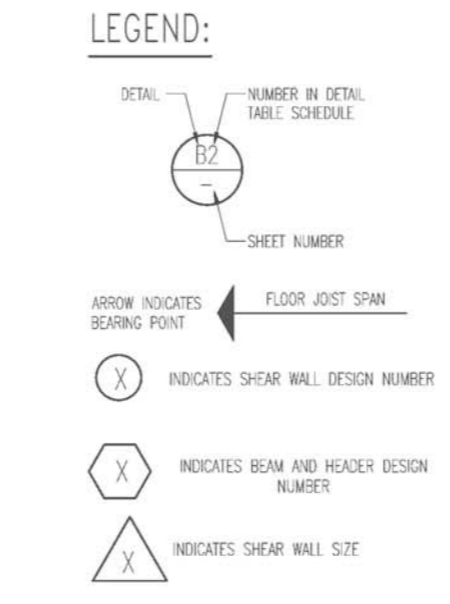 LEGEND:
DETAIL
NUMBER IN DETAIL
TABLE SCHEDULE
B2
-
SHEET NUMBER
ARROW INDICATES
BEARING POINT
FLOOR JOIST SPAN
X
INDICATES SHEAR WALL DESIGN NUMBER
X
INDICATES BEAM AND HEADER DESIGN
NUMBER
X
INDICATES SHEAR WALL SIZE